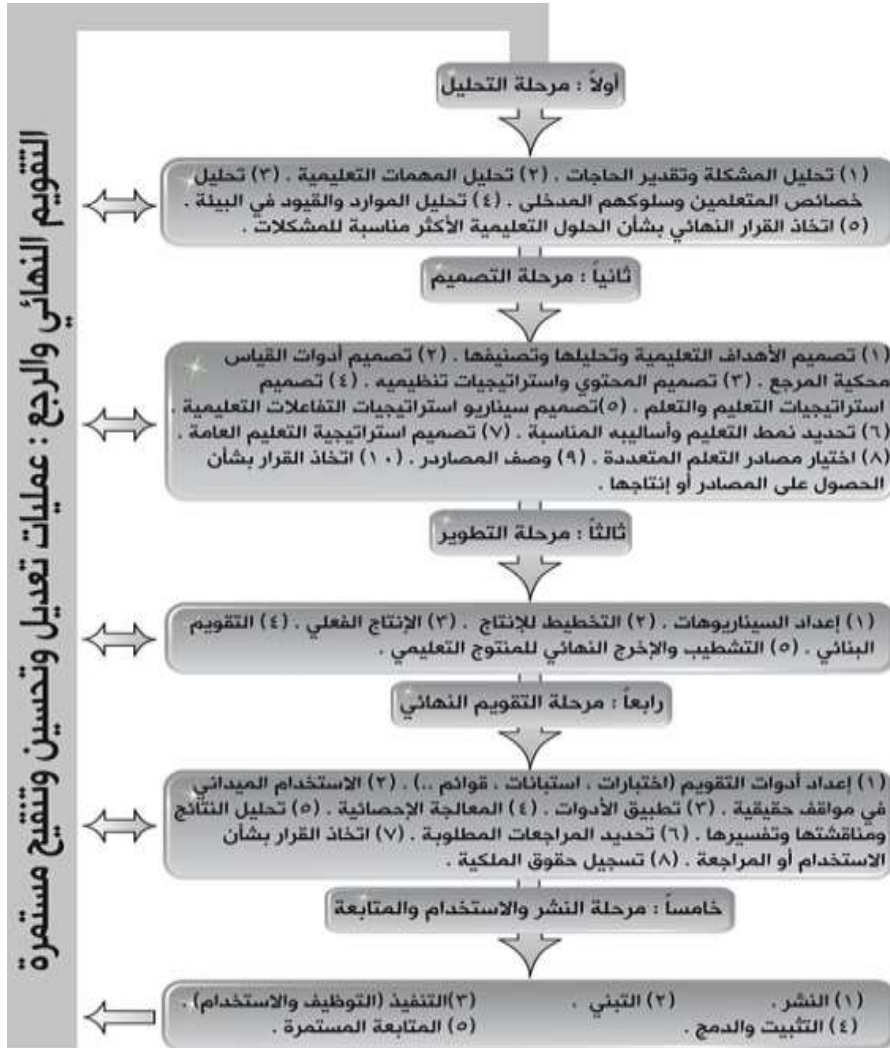 أولاً : مرحلة التحليل
(١) تحليل المشكلة وتقدير الحاجات . (٢) تحليل المهمات التعليمية . (٣) تحليل
خصائص المتعلمين وسلوكهم المدخلى . (٤) تحليل الموارد والقيود في البيئة .
(٥) اتخاذ القرار النهائي بشأن الحلول التعليمية الأكثر مناسبة للمشكلات .
ثانياً : مرحلة التصميم
(١) تصميم الأهداف التعليمية وتحليلها وتصنيفها . (٢) تصميم أدوات القياس
محكية المرجع . (٣) تصميم المحتوي واستراتيجيات تنظيميه . (٤) تصميم
استراتيجيات التعليم والتعلم . (٥)تصميم سيناريو استراتيجيات التفاعلات التعليمية .
(٦) تحديد نمط التعليم وأساليبه المناسبة . (٧) تصميم استراتيجية التعليم العامة .
(٨) اختيار مصادر التعلم المتعددة . (٩) وصف المصاردر . (١٠) اتخاذ القرار بشأن
الحصول على المصادر أو إنتاجها .
ثالثاً : مرحلة التطوير
(١) إعداد السيناريوهات . (٢) التخطيط للإنتاج . (٣) الإنتاج الفعلي . (٤) التقويم
البنائي . (٥) التشطيب والإخرج النهائي للمنتوج التعليمي .
رابعاً : مرحلة التقويم النهائي
(١) إعداد أدوات التقويم (اختبارات ، استبانات ، قوائم ..) . (٢) الاستخدام الميداني
في مواقف حقيقية . (٣) تطبيق الأدوات . (٤) المعالجة الإحصائية . (٥) تحليل النتائج
ومناقشتها وتفسيرها . (٦) تحديد المراجعات المطلوبة . (٧) اتخاذ القرار بشأن
الاستخدام أو المراجعة . (٨) تسجيل حقوق الملكية .
خامساً : مرحلة النشر والاستخدام والمتابعة
(١) النشر . (٢) التبني . (٣)التنفيذ (التوظيف والاستخدام) .
(٤) التثبيت والدمج . (٥) المتابعة المستمرة .
التقويم النهائي والرجع : عمليات تعديل وتحسين وتنقيح مستمرة